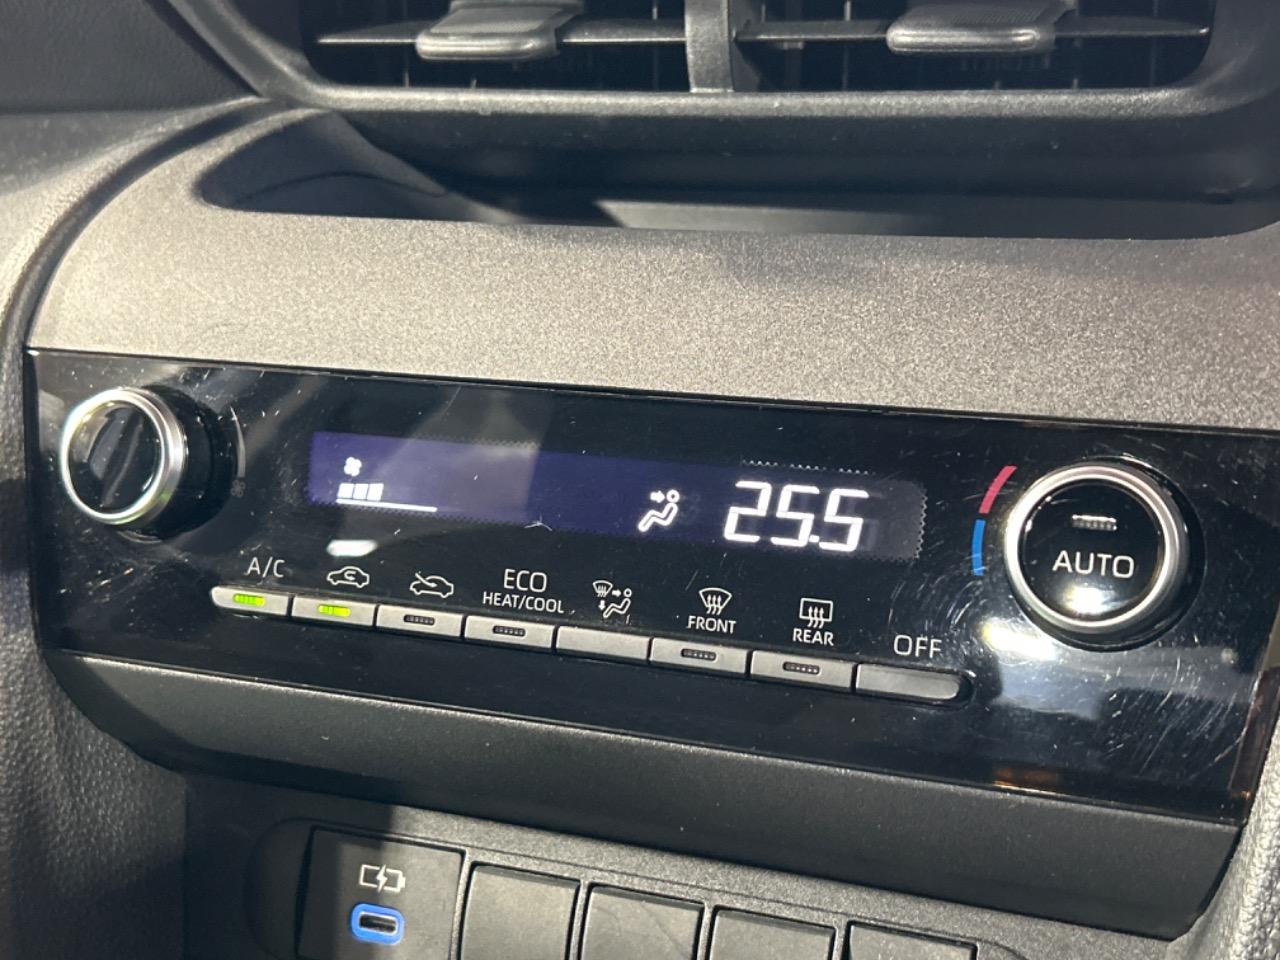 25.5
AUTO
A/C
ECO
HEAT/COOL
FRONT
REAR
OFF